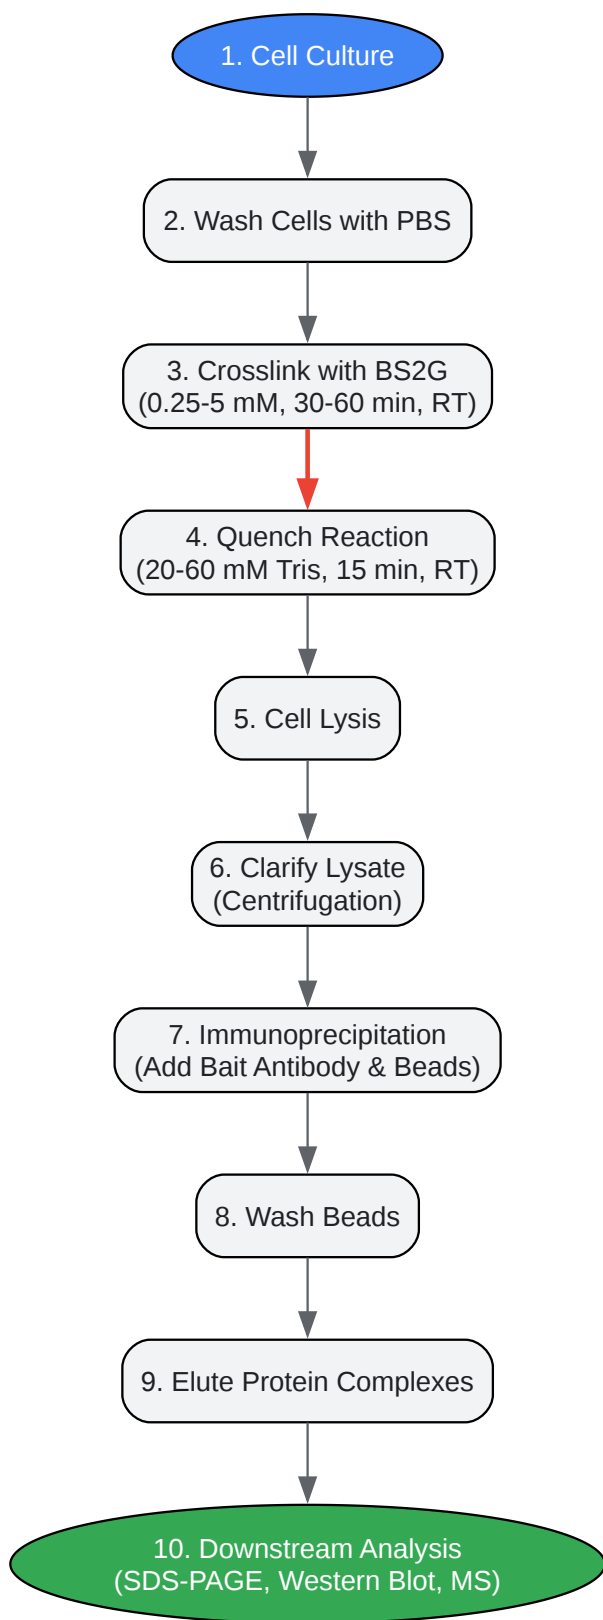 1. Cell Culture
2. Wash Cells with PBS
3. Crosslink with BS2G
(0.25-5 mM, 30-60 min, RT)
4. Quench Reaction
(20-60 mM Tris, 15 min, RT)
5. Cell Lysis
6. Clarify Lysate
(Centrifugation)
7. Immunoprecipitation
(Add Bait Antibody & Beads)
8. Wash Beads
9. Elute Protein Complexes
10. Downstream Analysis
(SDS-PAGE, Western Blot, MS)